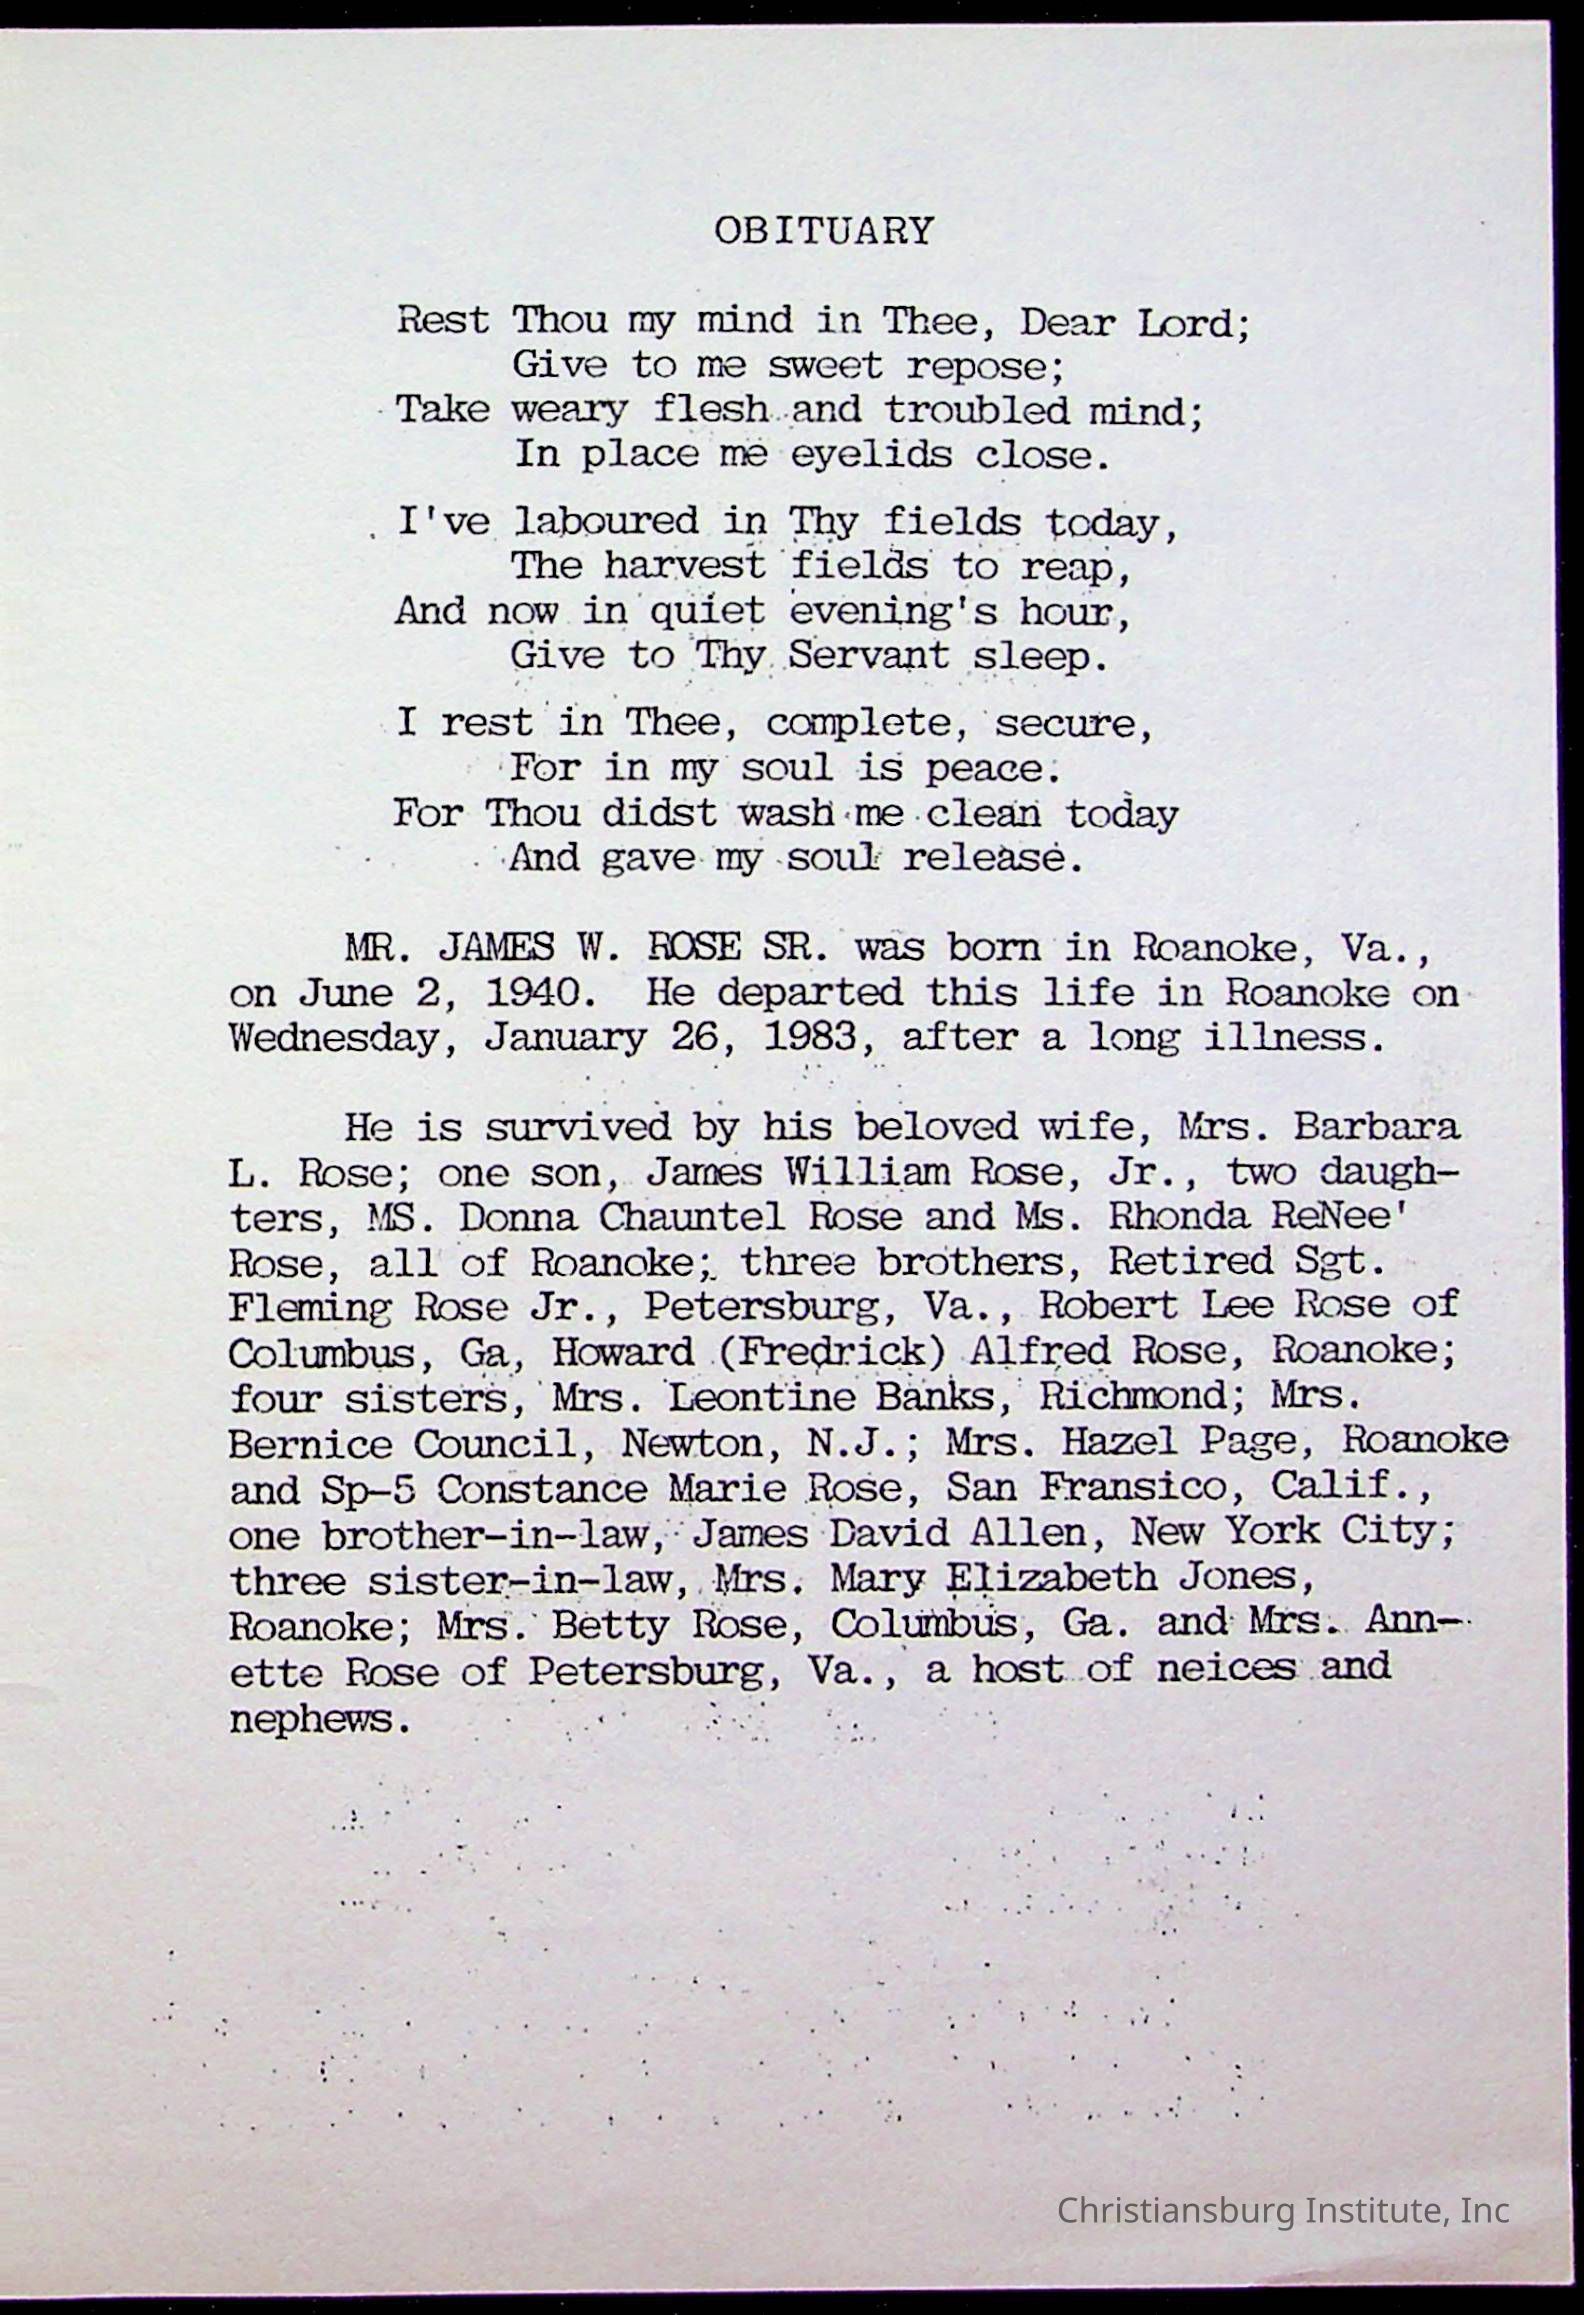 OBITUARY
Rest Thou my mind in Thee, Dear Lord;
Give to me sweet repose;
Take weary flesh and troubled mind;
In place me eyelids close.
I've laboured in Thy fields today,
The harvest fields to reap,
And now in quiet evening's hour,
Give to Thy Servant sleep.
I rest in Thee, complete, secure,
For in my soul is peace.
For Thou didst wash me clean today
And gave my soul release.
MR. JAMES W. ROSE SR. was born in Roanoke, Va.,
on June 2, 1940. He departed this life in Roanoke on
Wednesday, January 26, 1983, after a long illness.
He is survived by his beloved wife, Mrs. Barbara
L. Rose; one son, James William Rose, Jr., two daugh-
ters, MS. Donna Chauntel Rose and Ms. Rhonda ReNee'
Rose, all of Roanoke; three brothers, Retired Sgt.
Fleming Rose Jr., Petersburg, Va., Robert Lee Rose of
Columbus, Ga, Howard (Fredrick) Alfred Rose, Roanoke;
four sisters, Mrs. Leontine Banks, Richmond; Mrs.
Bernice Council, Newton, N.J.; Mrs. Hazel Page, Roanoke
and Sp-5 Constance Marie Rose, San Fransico, Calif.,
one brother-in-law, James David Allen, New York City;
three sister-in-law, Mrs. Mary Elizabeth Jones,
Roanoke; Mrs. Betty Rose, Columbus, Ga. and Mrs. Ann-
ette Rose of Petersburg, Va., a host of neices and
nephews.
Christiansburg Institute, Inc